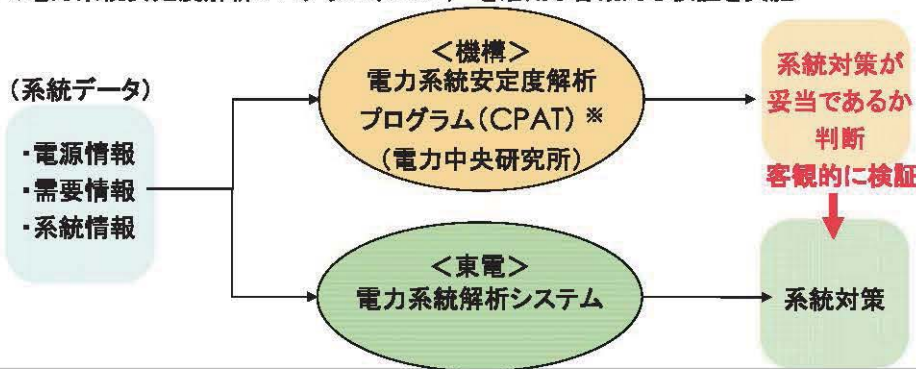 (系統データ)
・電源情報
・需要情報
・系統情報
＜機構＞
電力系統安定度解析
プログラム(CPAT) ※
(電力中央研究所)
系統対策が
妥当であるか
判断
客観的に検証
＜東電＞
電力系統解析システム
系統対策